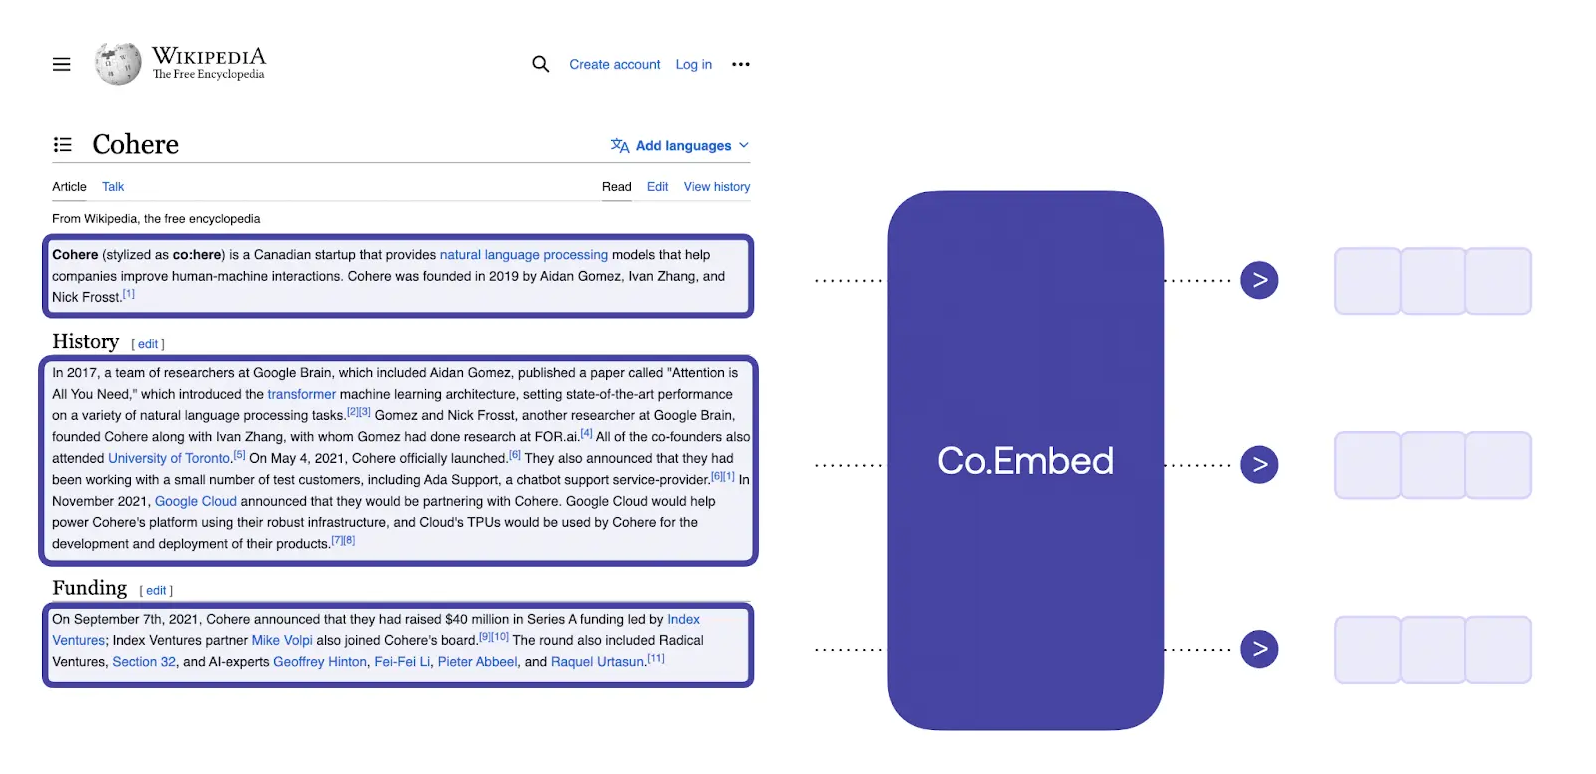 WIKIPEDIA
The Free Encyclopedia
Create account Log in
Cohere
Add languages
Article Talk Read Edit View history
From Wikipedia, the free encyclopedia
Cohere (stylized as co:here) is a Canadian startup that provides natural language processing models that help
companies improve human-machine interactions. Cohere was founded in 2019 by Aidan Gomez, Ivan Zhang, and
Nick Frosst.[1]
History [ edit ]
In 2017, a team of researchers at Google Brain, which included Aidan Gomez, published a paper called "Attention is
All You Need," which introduced the transformer machine learning architecture, setting state-of-the-art performance
on a variety of natural language processing tasks.[2][3] Gomez and Nick Frosst, another researcher at Google Brain,
founded Cohere along with Ivan Zhang, with whom Gomez had done research at FOR.ai.[4] All of the co-founders also
attended University of Toronto.[5] On May 4, 2021, Cohere officially launched.[6] They also announced that they had
been working with a small number of test customers, including Ada Support, a chatbot support service-provider.[6][1] In
November 2021, Google Cloud announced that they would be partnering with Cohere. Google Cloud would help
power Cohere's platform using their robust infrastructure, and Cloud's TPUs would be used by Cohere for the
development and deployment of their products.[7][8]
Funding [ edit ]
On September 7th, 2021, Cohere announced that they had raised $40 million in Series A funding led by Index
Ventures; Index Ventures partner Mike Volpi also joined Cohere's board.[9][10] The round also included Radical
Ventures, Section 32, and AI-experts Geoffrey Hinton, Fei-Fei Li, Pieter Abbeel, and Raquel Urtasun.[11]
Co.Embed
>
>
>